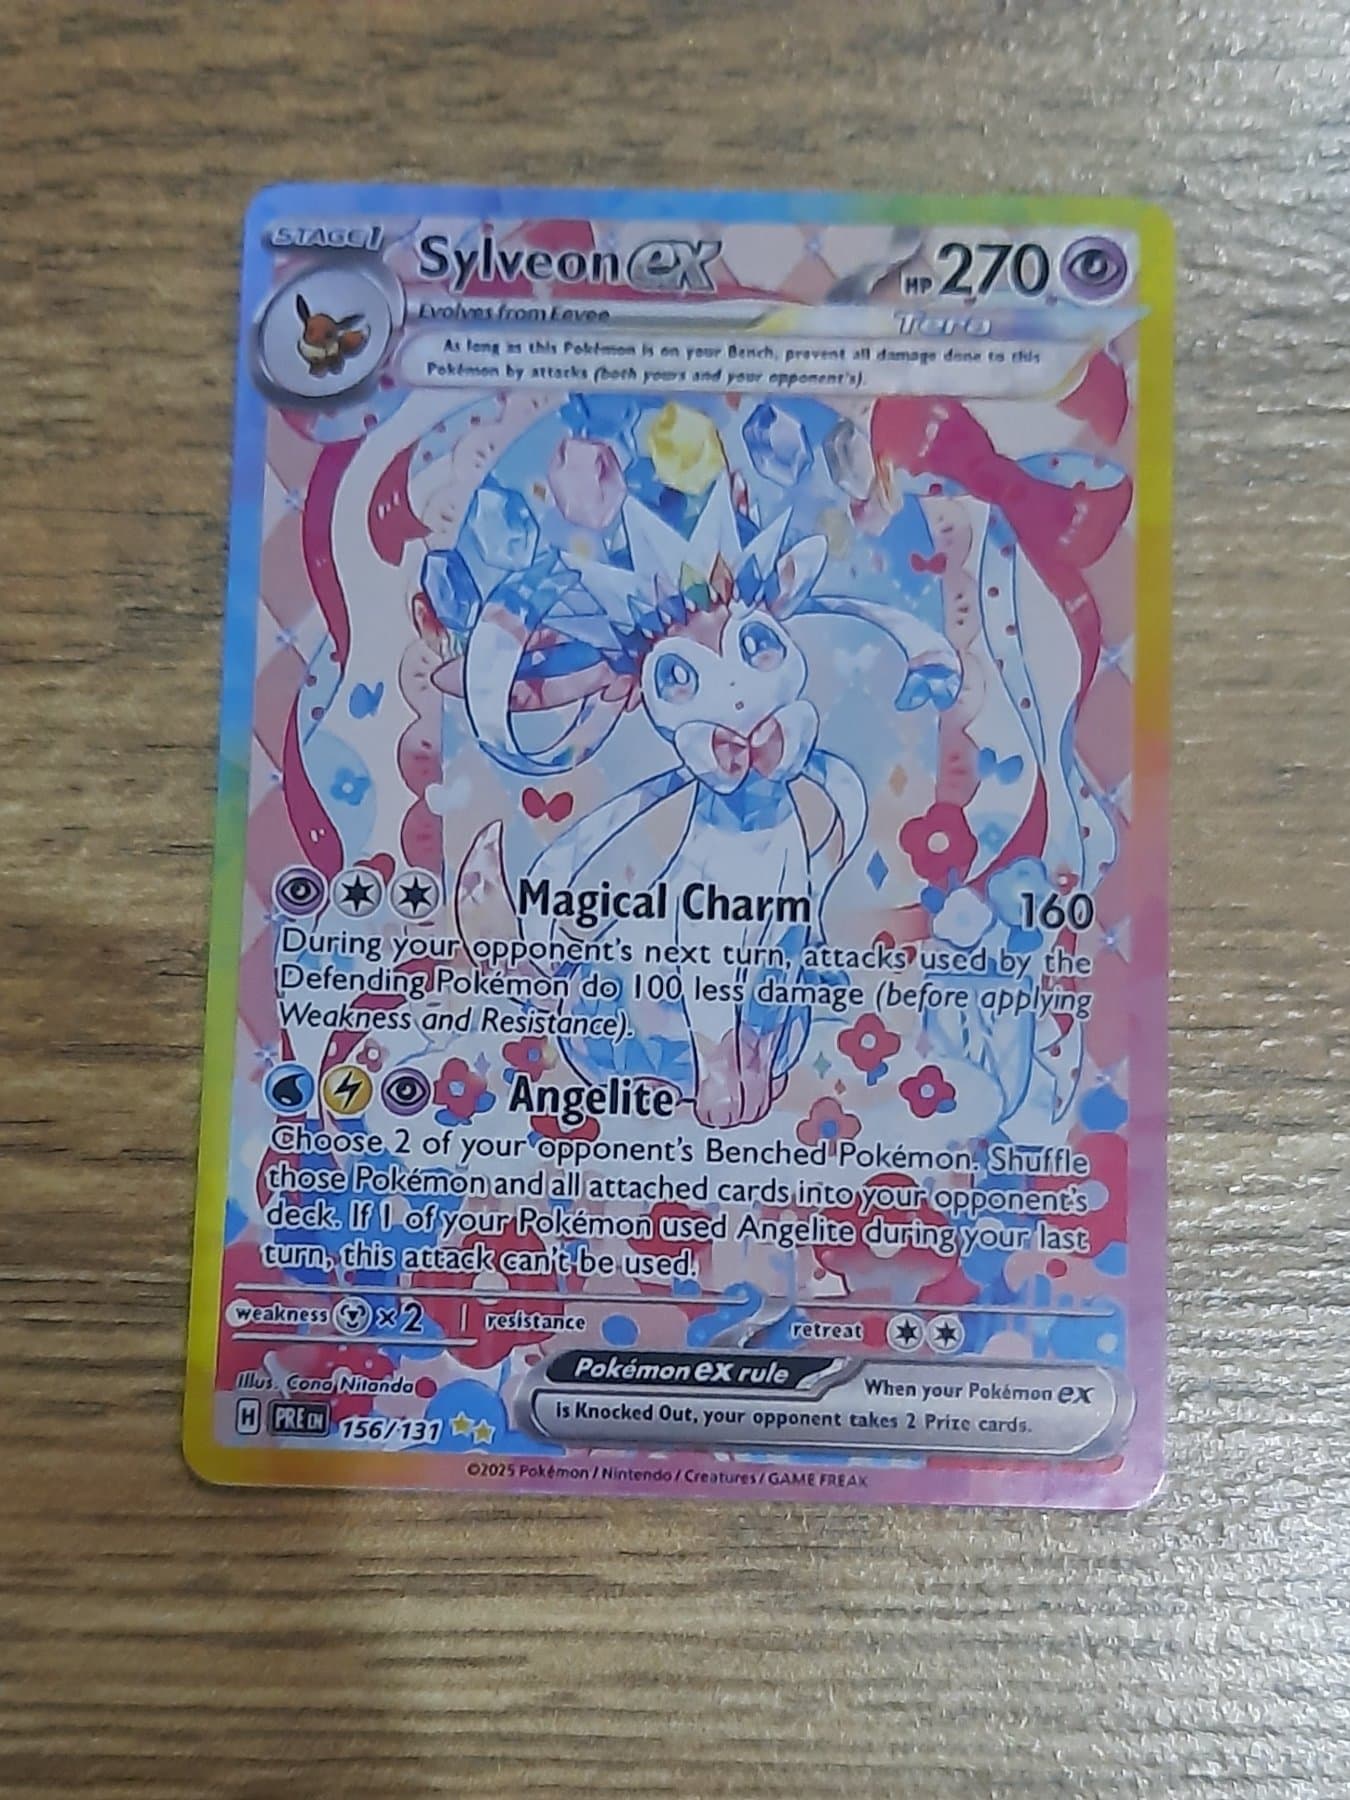 STAGE 1 Sylveon ex HP 270
Evolves from Eevee Tera
As long as this Pokémon is on your Bench, prevent all damage done to this
Pokémon by attacks (both yours and your opponent's).
Magical Charm 160
During your opponent's next turn, attacks used by the
Defending Pokémon do 100 less damage (before applying
Weakness and Resistance).
Angelite
Choose 2 of your opponent's Benched Pokémon. Shuffle
those Pokémon and all attached cards into your opponent's
deck. If 1 of your Pokémon used Angelite during your last
turn, this attack can't be used.
weakness ×2 resistance retreat
Pokémon ex rule When your Pokémon ex
is Knocked Out, your opponent takes 2 Prize cards.
Illus. Cona Nitanda
H PRE EN 156/131
©2025 Pokémon / Nintendo / Creatures / GAME FREAK